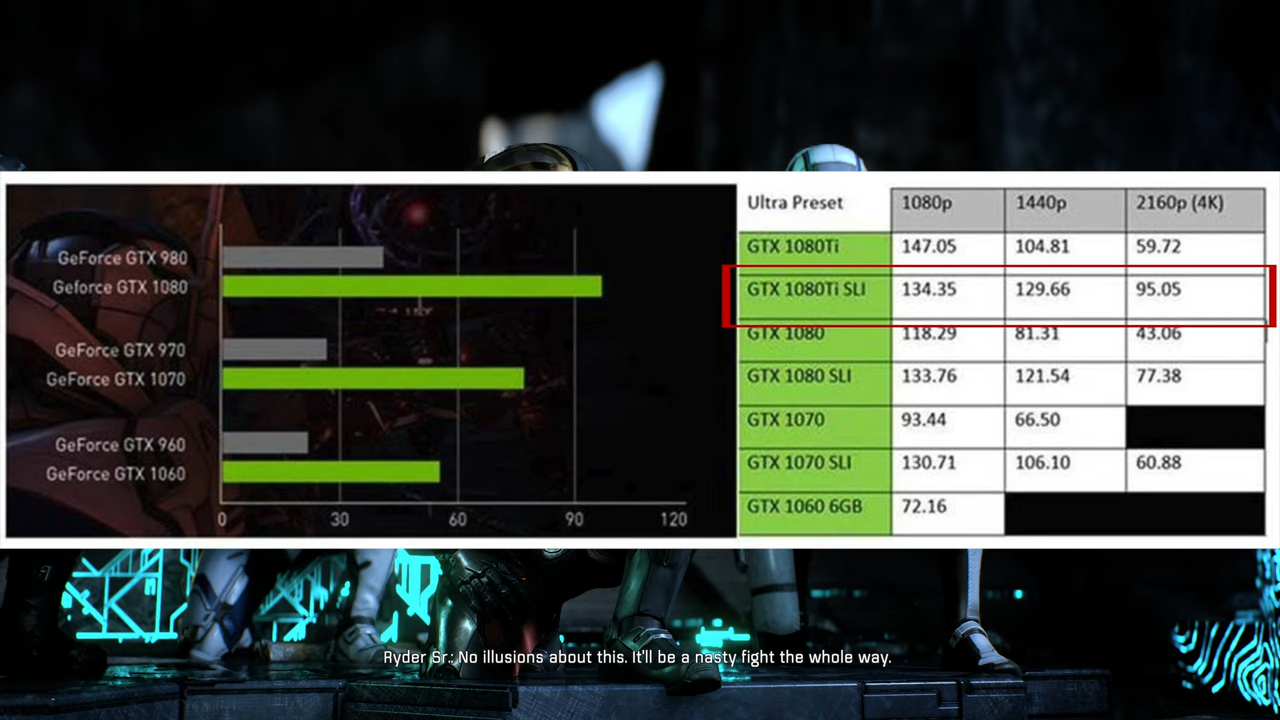 GeForce GTX 980
Geforce GTX 1080
GeForce GTX 970
GeForce GTX 1070
GeForce GTX 960
GeForce GTX 1060
0 30 60 90 120
Ultra Preset 1080p 1440p 2160p (4K)
GTX 1080Ti 147.05 104.81 59.72
GTX 1080Ti SLI 134.35 129.66 95.05
GTX 1080 118.29 81.31 43.06
GTX 1080 SLI 133.76 121.54 77.38
GTX 1070 93.44 66.50
GTX 1070 SLI 130.71 106.10 60.88
GTX 1060 6GB 72.16
Ryder Sr.: No illusions about this. It'll be a nasty fight the whole way.